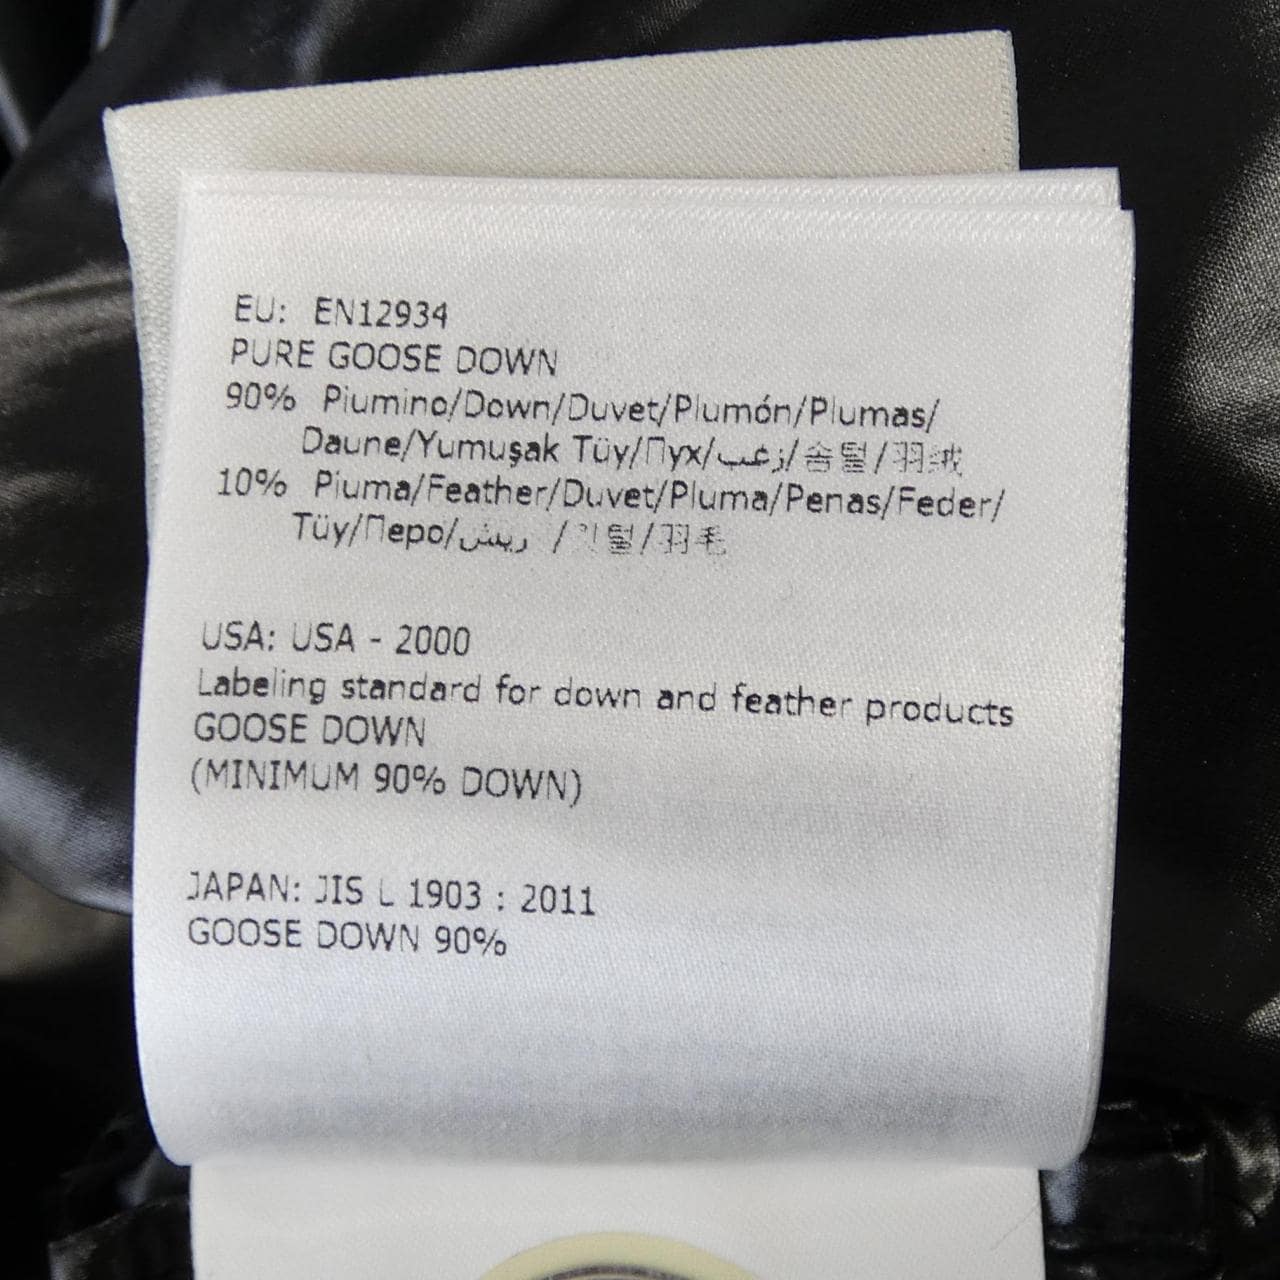 EU: EN12934
PURE GOOSE DOWN
90% Piumino/Down/Duvet/Plumón/Plumas/
Daune/Yumuşak Tüy/Пух/زغب/솜털/羽绒
10% Piuma/Feather/Duvet/Pluma/Penas/Feder/
Tüy/Перо/ريش /깃털/羽毛
USA: USA - 2000
Labeling standard for down and feather products
GOOSE DOWN
(MINIMUM 90% DOWN)
JAPAN: JIS L 1903 : 2011
GOOSE DOWN 90%